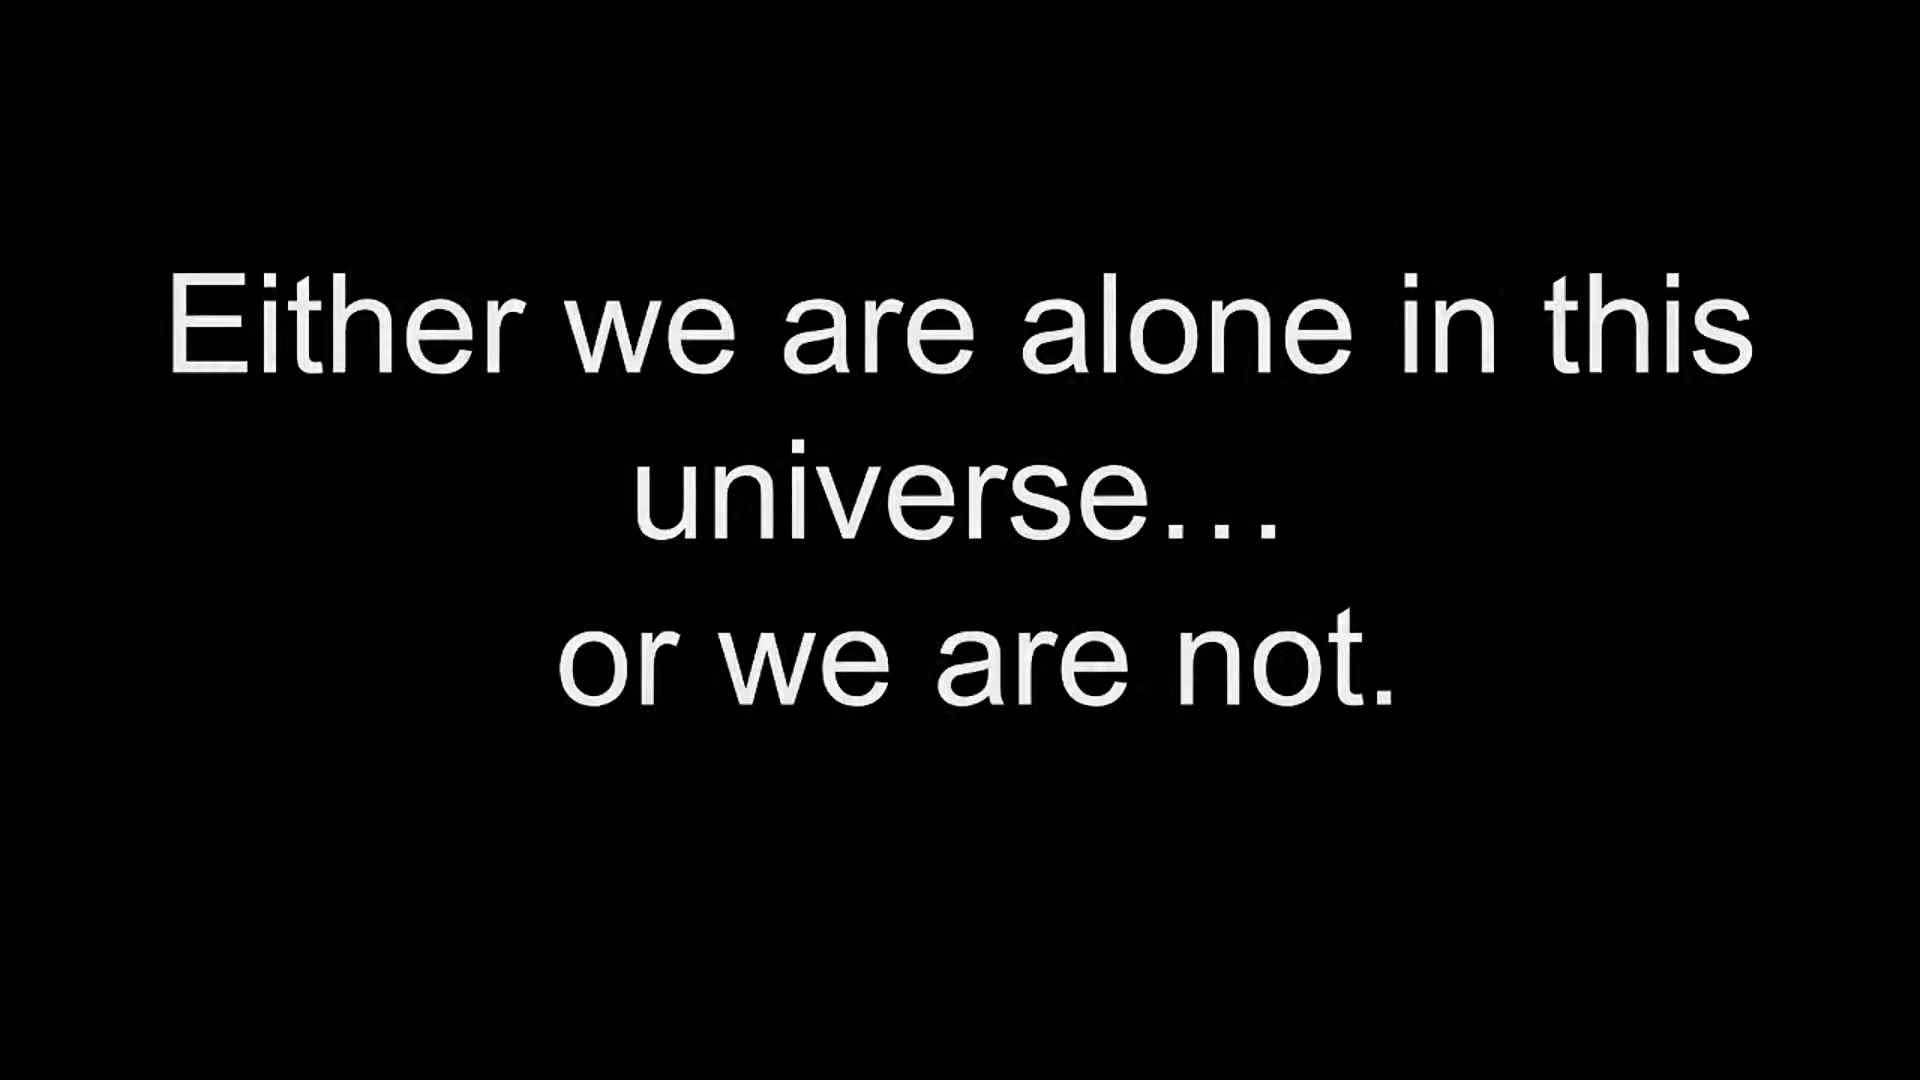 Either we are alone in this
universe…
or we are not.